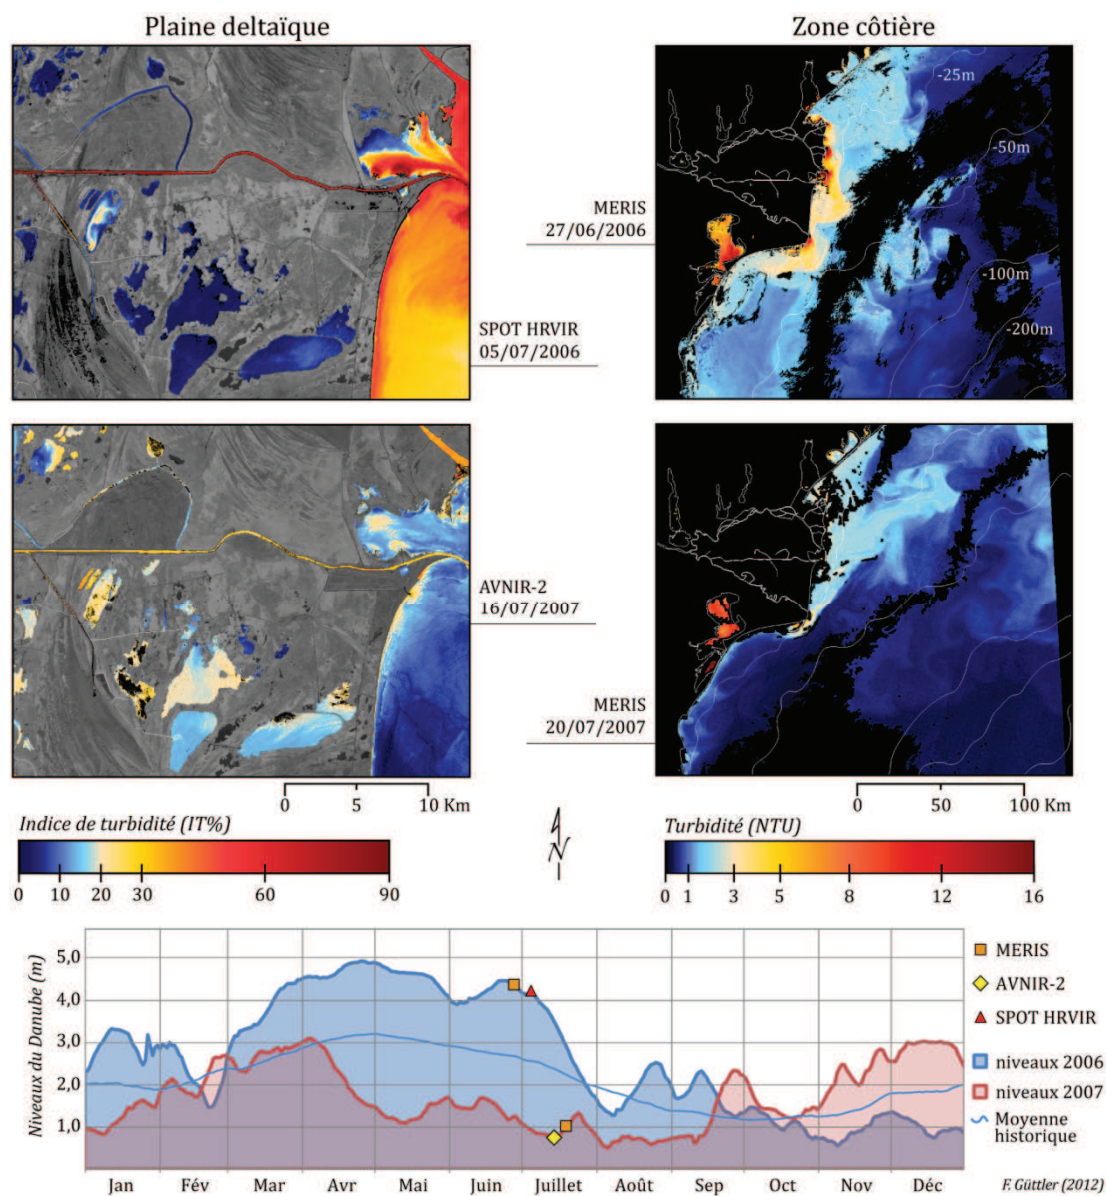 Plaine deltaïque
Zone côtière
-25m
-50m
-100m
-200m
MERIS
27/06/2006
SPOT HRVIR
05/07/2006
AVNIR-2
16/07/2007
MERIS
20/07/2007
0 5 10 Km
0 50 100 Km
Indice de turbidité (IT%)
0 10 20 30 60 90
N
Turbidité (NTU)
0 1 3 5 8 12 16
Niveaux du Danube (m)
5,0
4,0
3,0
2,0
1,0
Jan Fév Mar Avr Mai Juin Juillet Août Sep Oct Nov Déc
MERIS
AVNIR-2
SPOT HRVIR
niveaux 2006
niveaux 2007
Moyenne
historique
F. Güttler (2012)